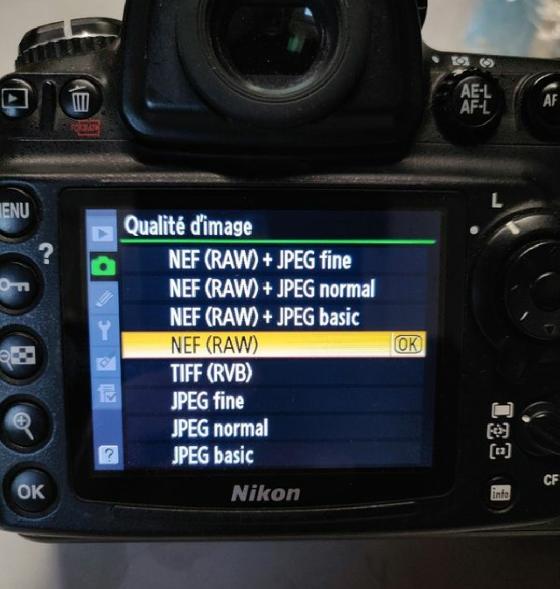 FORMAT
AE-L
AF-L
AF
MENU
L
?
Qualité d'image
NEF (RAW) + JPEG fine
NEF (RAW) + JPEG normal
NEF (RAW) + JPEG basic
NEF (RAW) OK
TIFF (RVB)
JPEG fine
JPEG normal
JPEG basic
?
OK
Nikon
info
CF